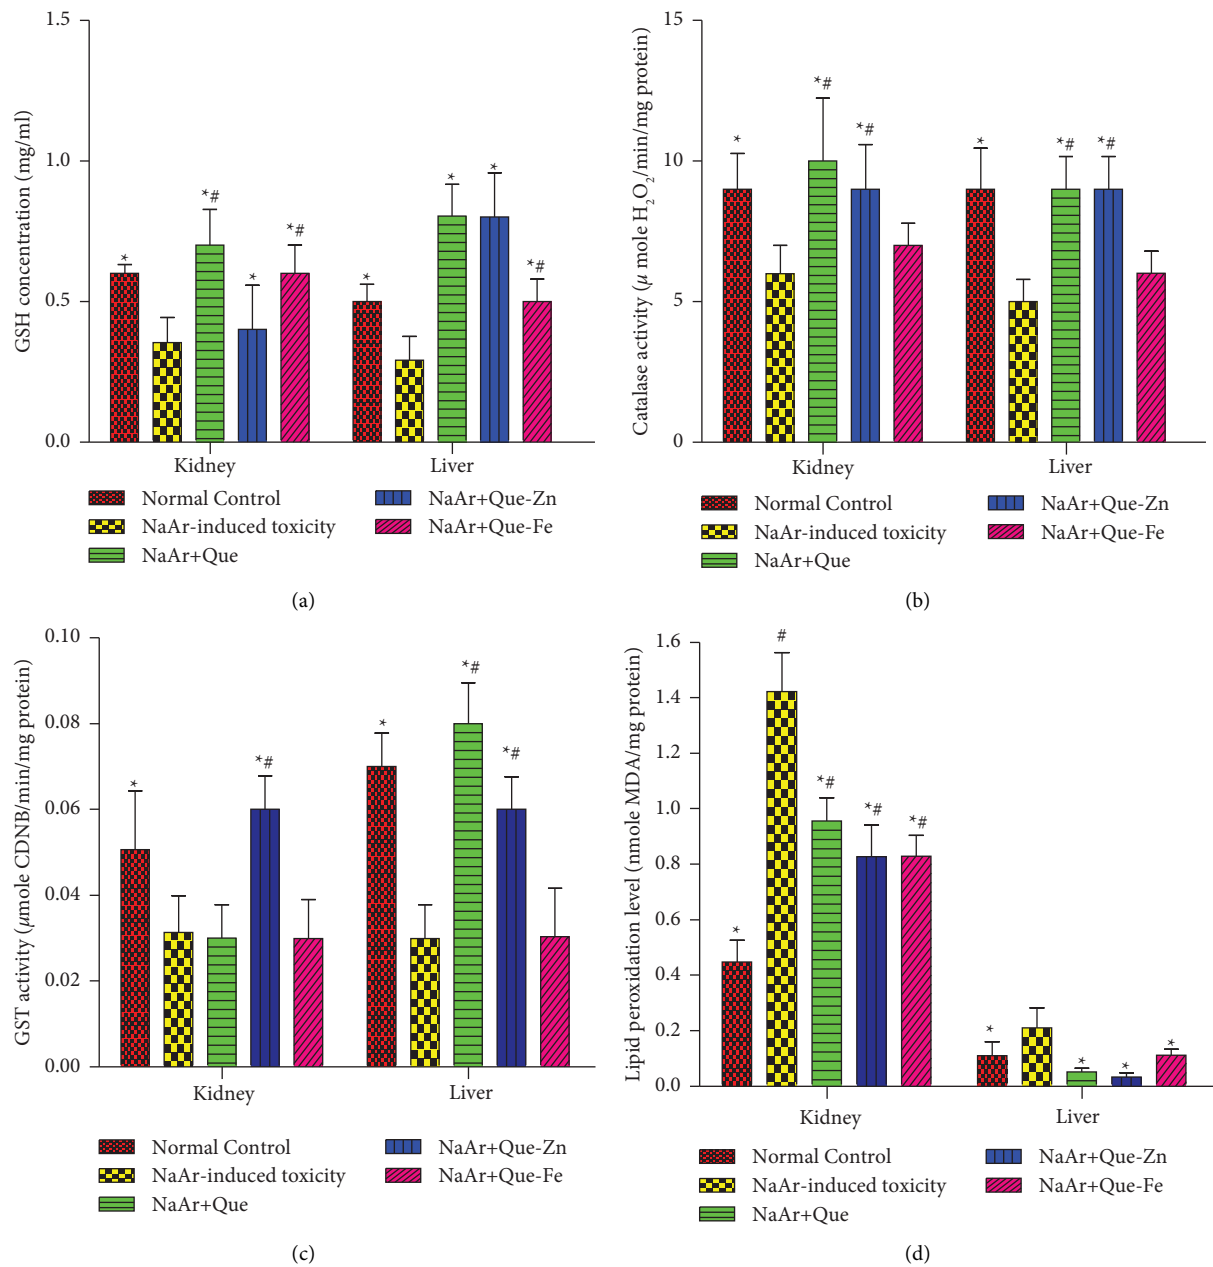 GSH concentration (mg/ml)
1.5
1.0
0.5
0.0
*
*#
*
*#
*
*
*
*#
Kidney
Liver
Normal Control
NaAr-induced toxicity
NaAr+Que
NaAr+Que-Zn
NaAr+Que-Fe
(a)
Catalase activity (μ mole H₂O₂/min/mg protein)
15
10
5
0
*
*#
*#
*
*#
*#
Kidney
Liver
Normal Control
NaAr-induced toxicity
NaAr+Que
NaAr+Que-Zn
NaAr+Que-Fe
(b)
GST activity (μmole CDNB/min/mg protein)
0.10
0.08
0.06
0.04
0.02
0.00
*
*#
*
*#
*#
Kidney
Liver
Normal Control
NaAr-induced toxicity
NaAr+Que
NaAr+Que-Zn
NaAr+Que-Fe
(c)
Lipid peroxidation level (nmole MDA/mg protein)
1.6
1.4
1.2
1.0
0.8
0.6
0.4
0.2
0.0
*
#
*#
*#
*#
*
*
*
*
Kidney
Liver
Normal Control
NaAr-induced toxicity
NaAr+Que
NaAr+Que-Zn
NaAr+Que-Fe
(d)